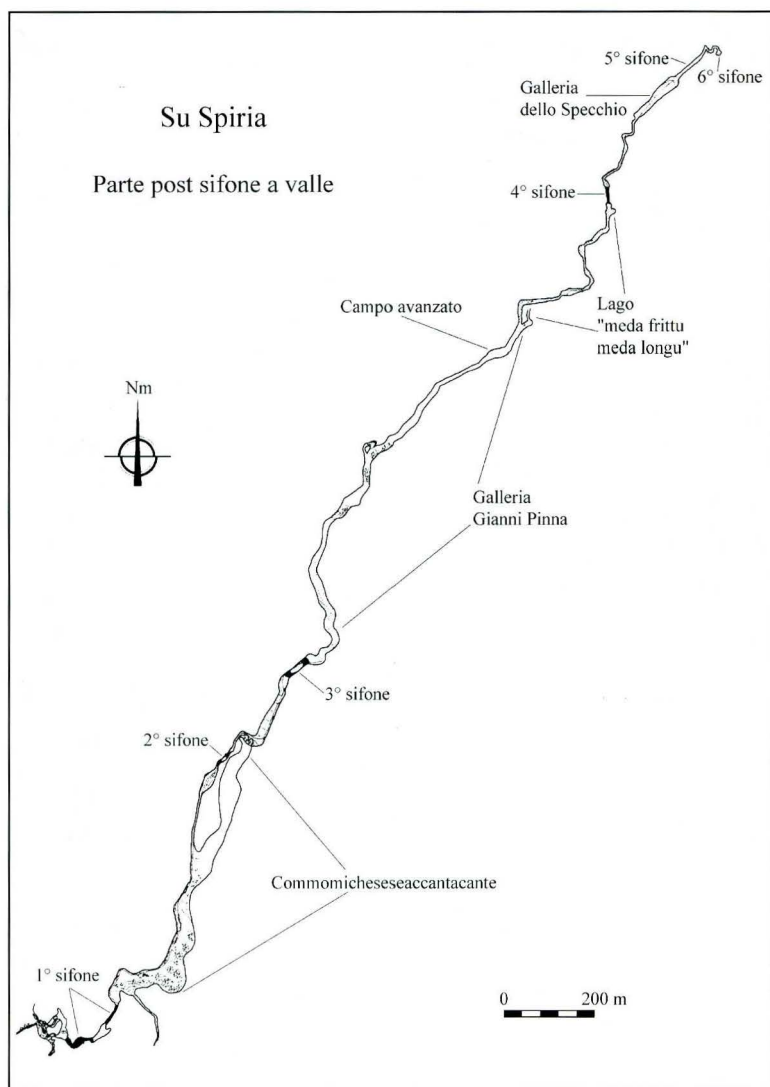 Su Spiria
Parte post sifone a valle
5° sifone
6° sifone
Galleria
dello Specchio
4° sifone
Lago
"meda frittu
meda longu"
Campo avanzato
Nm
Galleria
Gianni Pinna
3° sifone
2° sifone
Commomicheseseaccantacante
1° sifone
0 200 m